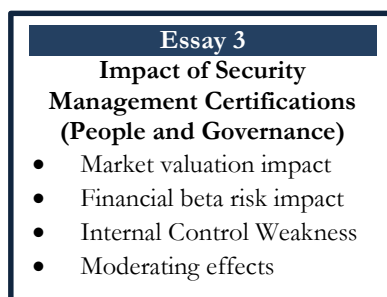 Essay 3
Impact of Security
Management Certifications
(People and Governance)
• Market valuation impact
• Financial beta risk impact
• Internal Control Weakness
• Moderating effects